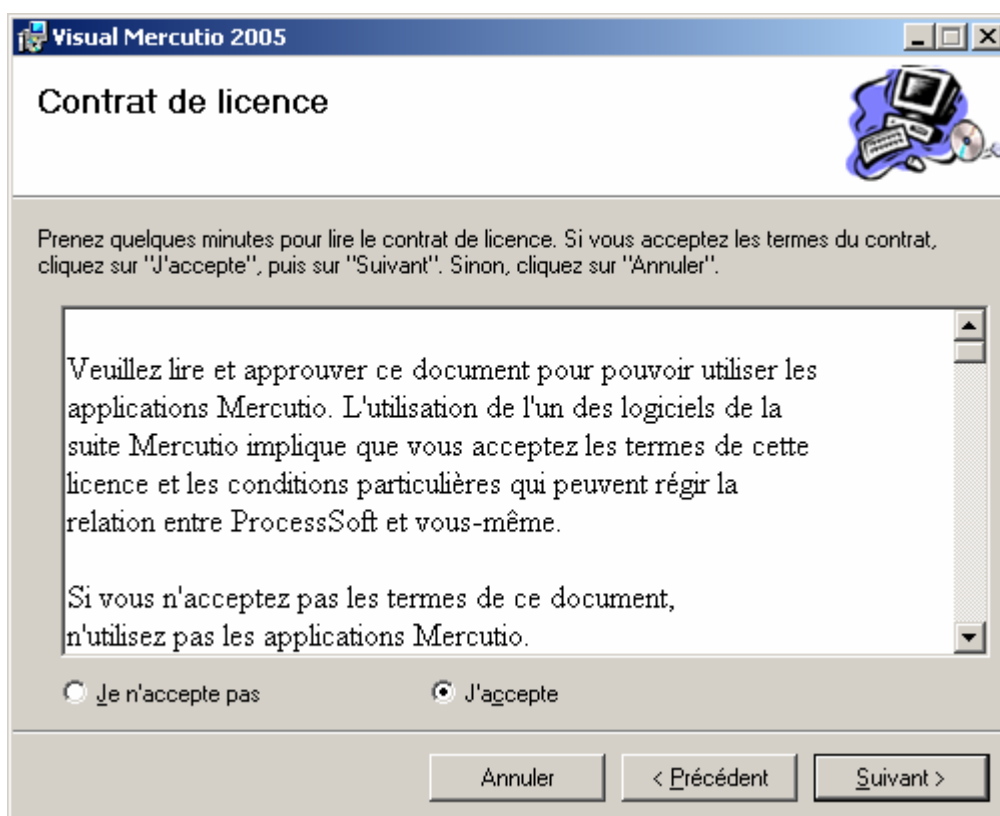 Visual Mercutio 2005
Contrat de licence
Prenez quelques minutes pour lire le contrat de licence. Si vous acceptez les termes du contrat,
cliquez sur "J'accepte", puis sur "Suivant". Sinon, cliquez sur "Annuler".
Veuillez lire et approuver ce document pour pouvoir utiliser les
applications Mercutio. L'utilisation de l'un des logiciels de la
suite Mercutio implique que vous acceptez les termes de cette
licence et les conditions particulières qui peuvent régir la
relation entre ProcessSoft et vous-même.
Si vous n'acceptez pas les termes de ce document,
n'utilisez pas les applications Mercutio.
Je n'accepte pas
J'accepte
Annuler
< Précédent
Suivant >